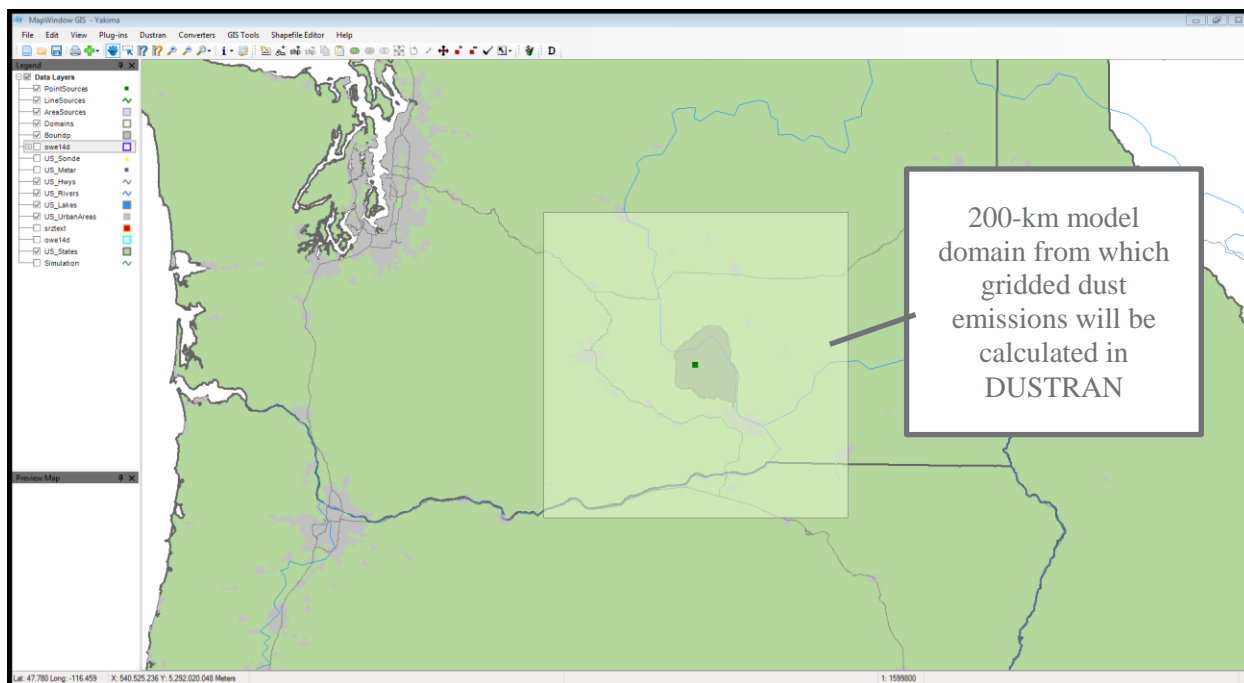 MapWindow GIS - Yakima
File Edit View Plug-ins Dustran Converters GIS Tools Shapefile Editor Help
Legend
Data Layers
PointSources
LineSources
AreaSources
Domains
Boundp
owe14d
US_Sonde
US_Metar
US_Hwys
US_Rivers
US_Lakes
US_UrbanAreas
srztext
owe14d
US_States
Simulation
Preview Map
200-km model
domain from which
gridded dust
emissions will be
calculated in
DUSTRAN
Lat: 47.780 Long: -116.459 X: 540,525.236 Y: 5,292,020.048 Meters 1: 1599800